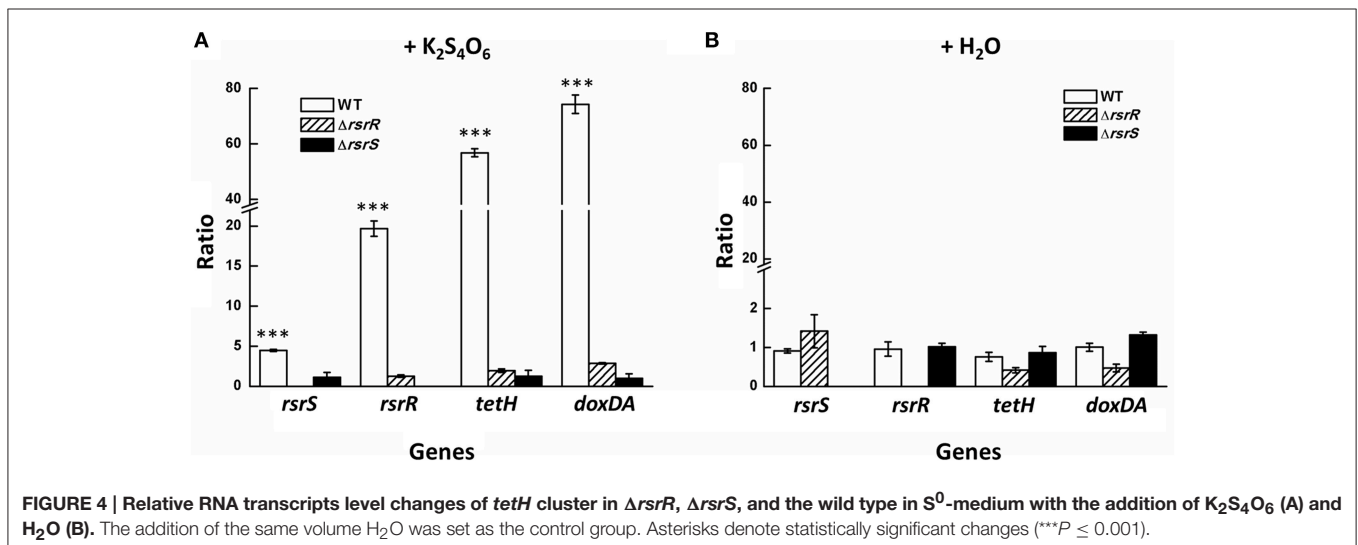 A
+ K₂S₄O₆
80
60
40
20
15
10
5
0
Ratio
WT
ΔrsrR
ΔrsrS
***
***
***
***
rsrS
rsrR
tetH
doxDA
Genes
B
+ H₂O
80
60
40
20
2
1
0
Ratio
WT
ΔrsrR
ΔrsrS
rsrS
rsrR
tetH
doxDA
Genes
FIGURE 4 | Relative RNA transcripts level changes of tetH cluster in ΔrsrR, ΔrsrS, and the wild type in S⁰-medium with the addition of K₂S₄O₆ (A) and
H₂O (B). The addition of the same volume H₂O was set as the control group. Asterisks denote statistically significant changes (***P ≤ 0.001).